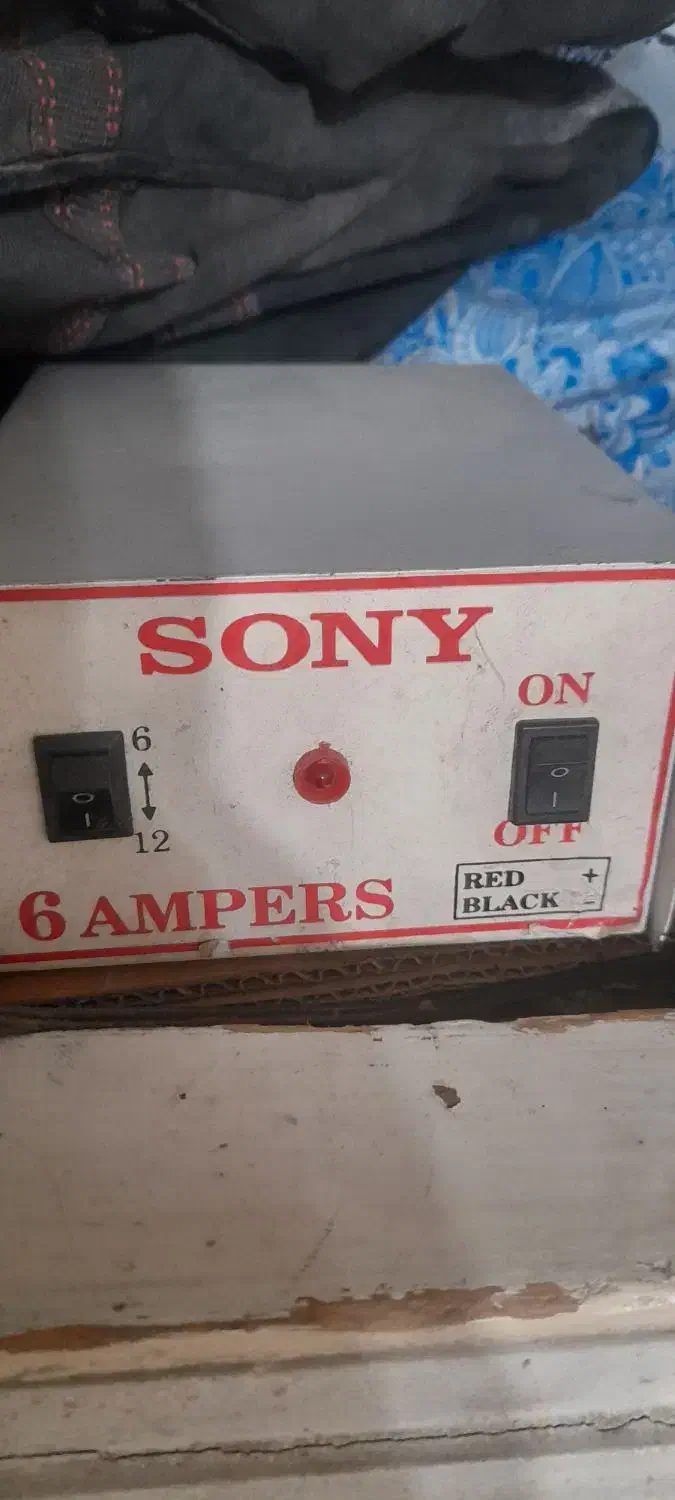 SONY
ON
6
12
OFF
6 AMPERS
RED +
BLACK -